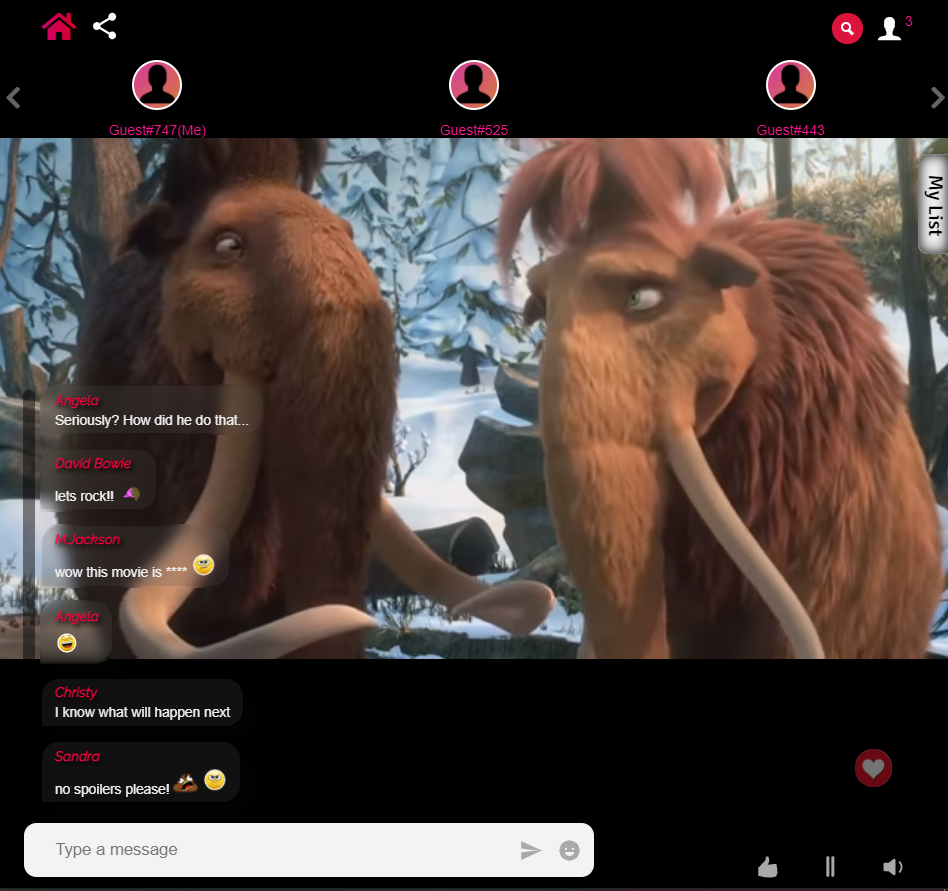 3
Guest#747(Me)
Guest#525
Guest#443
My List
Angela
Seriously? How did he do that...
David Bowie
lets rock!!
M.Jackson
wow this movie is ****
Angela
Christy
I know what will happen next
Sandra
no spoilers please!
Type a message